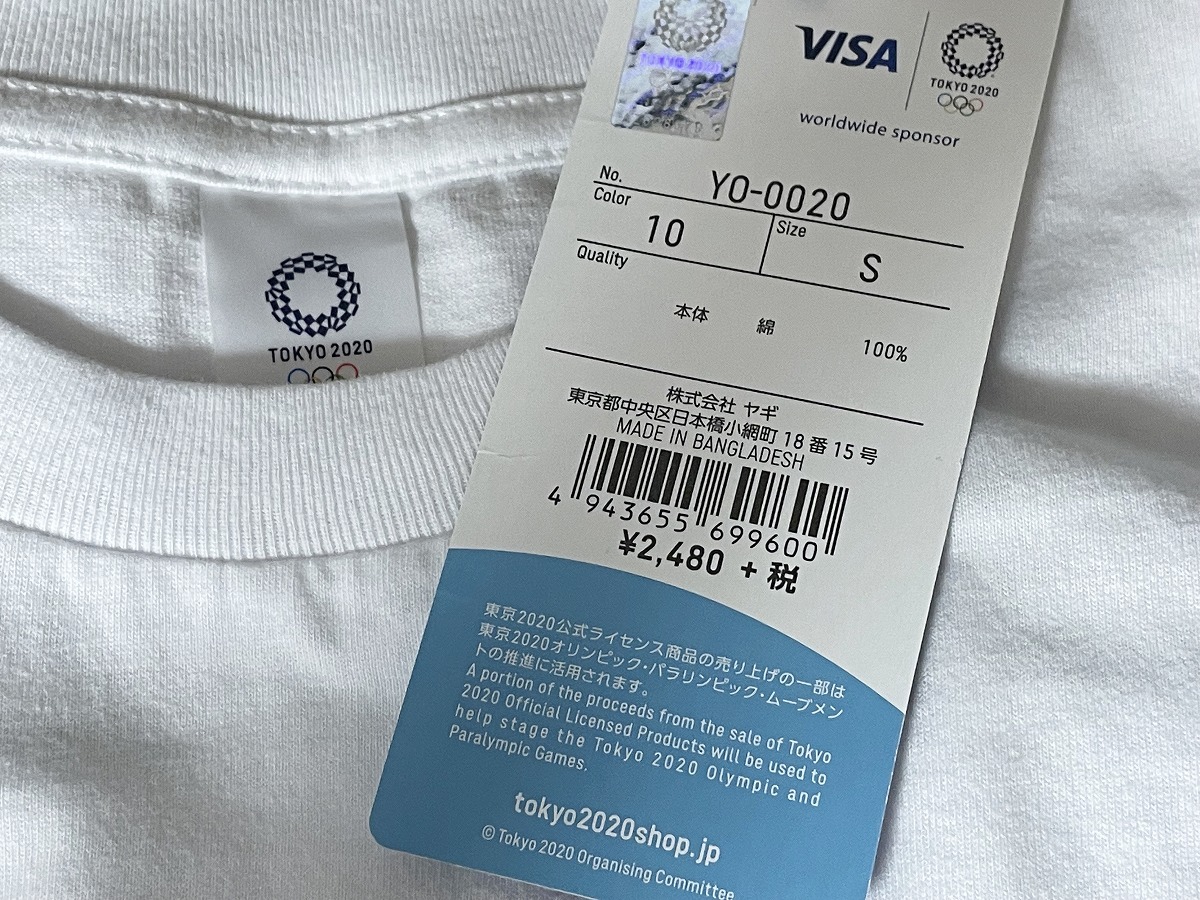 TOKYO 2020
TOKYO 2020
VISA
TOKYO 2020
worldwide sponsor
No. YO-0020
Color 10 Size S
Quality
本体 綿 100%
株式会社 ヤギ
東京都中央区日本橋小網町 18 番 15 号
MADE IN BANGLADESH
4 943655 699600
¥2,480 + 税
東京2020公式ライセンス商品の売り上げの一部は
東京2020オリンピック・パラリンピック・ムーブメン
トの推進に活用されます。
A portion of the proceeds from the sale of Tokyo
2020 Official Licensed Products will be used to
help stage the Tokyo 2020 Olympic and
Paralympic Games.
tokyo2020shop.jp
© Tokyo 2020 Organising Committee